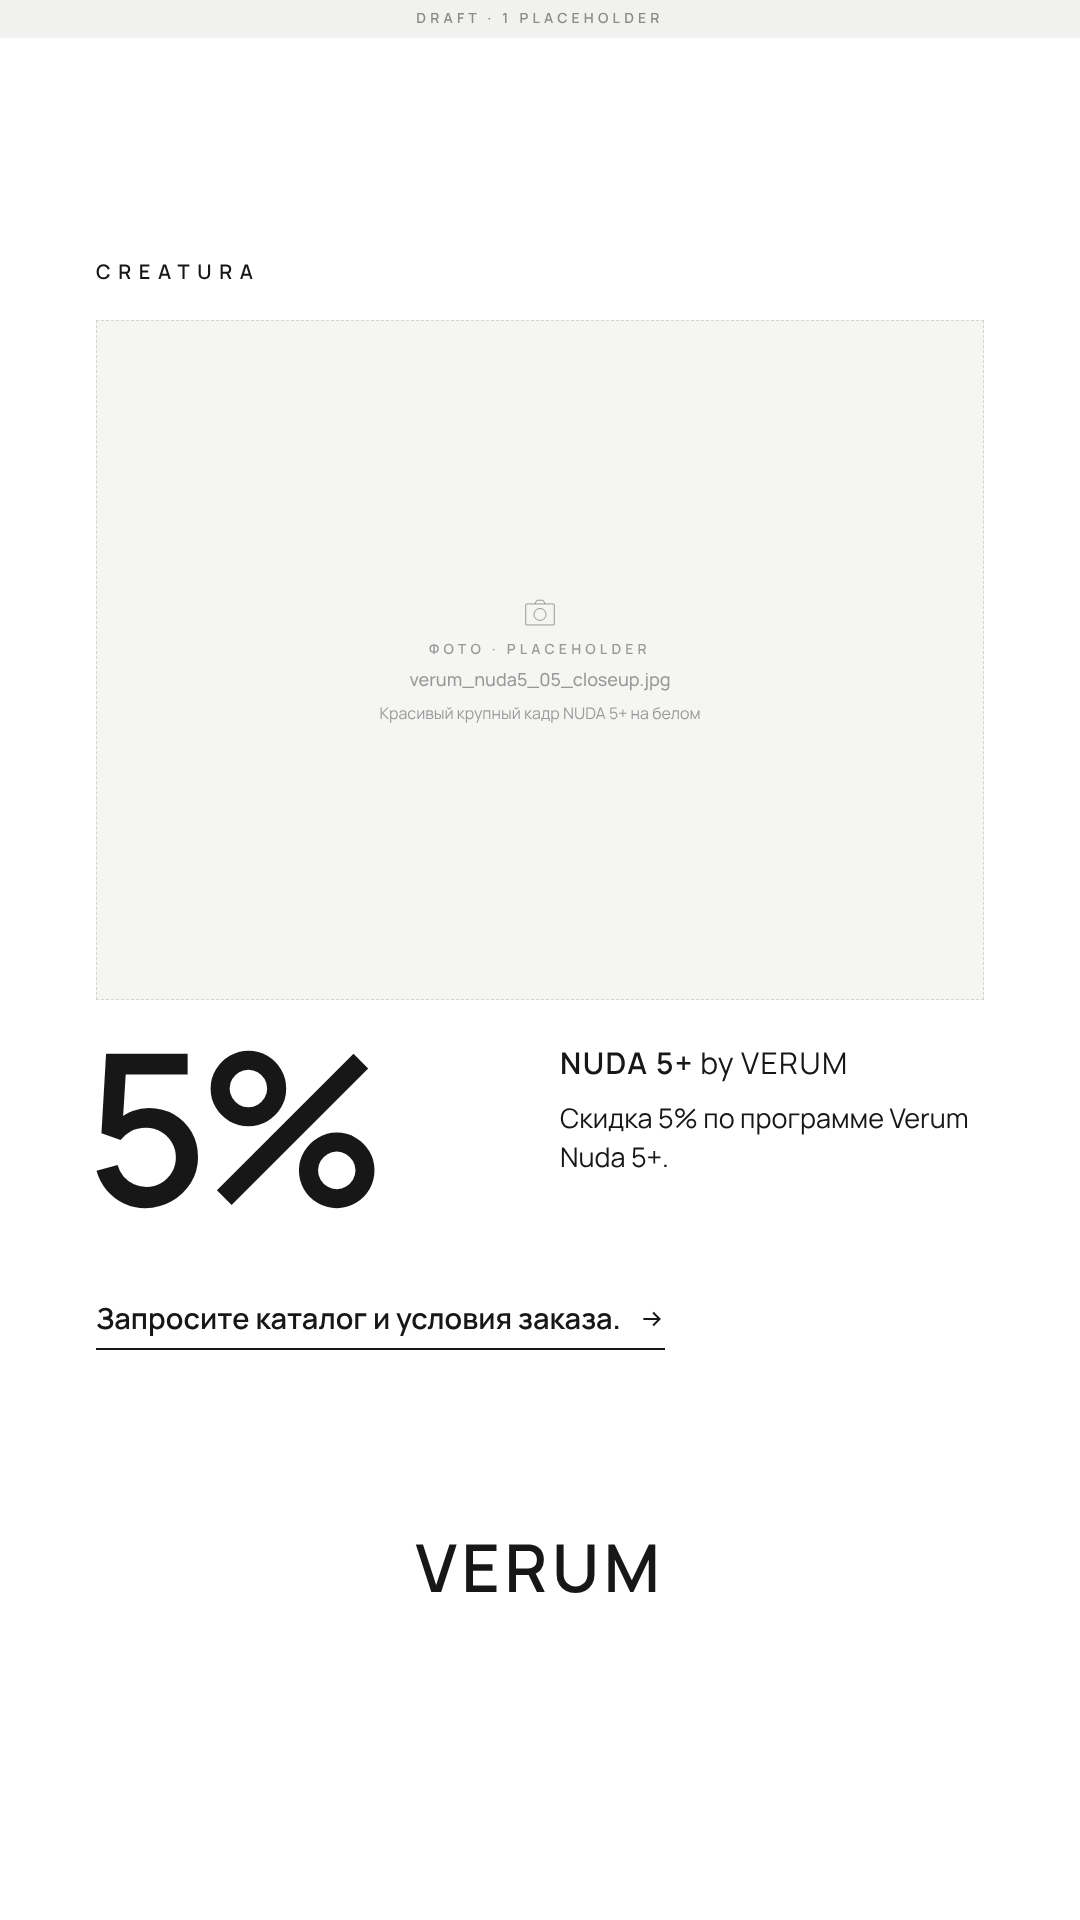 DRAFT · 1 PLACEHOLDER
CREATURA
ФОТО · PLACEHOLDER
verum_nuda5_05_closeup.jpg
Красивый крупный кадр NUDA 5+ на белом
5%
NUDA 5+ by VERUM
Скидка 5% по программе Verum
Nuda 5+.
Запросите каталог и условия заказа. →
VERUM